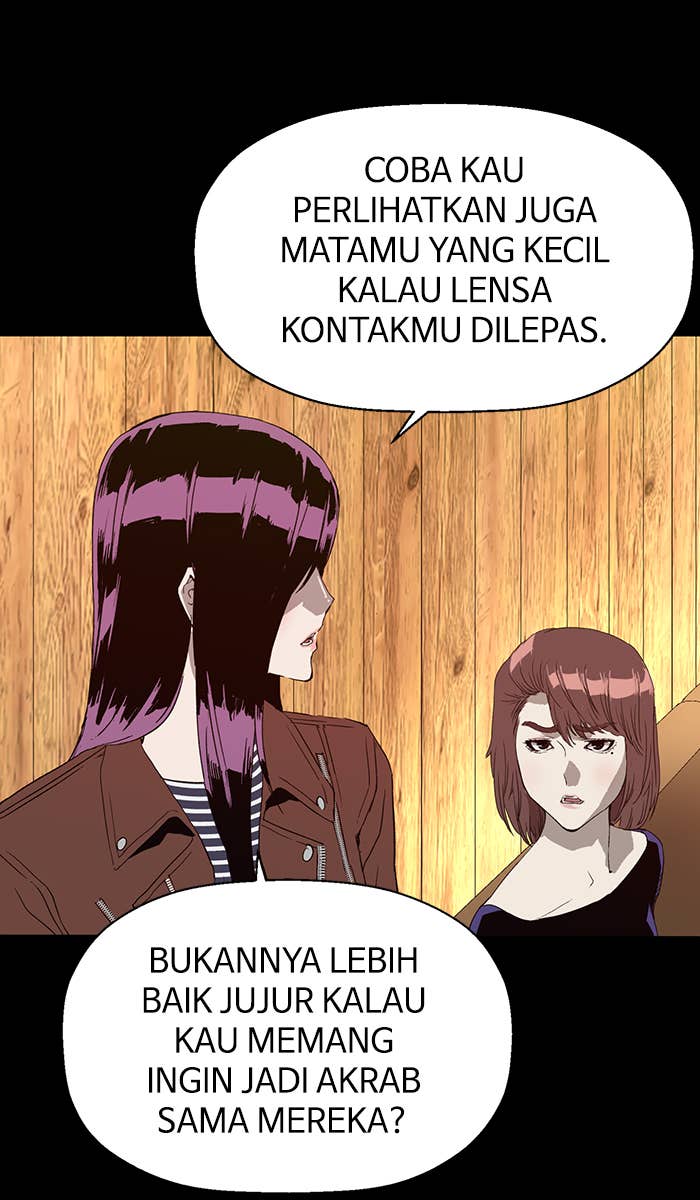 COBA KAU
PERLIHATKAN JUGA
MATAMU YANG KECIL
KALAU LENSA
KONTAKMU DILEPAS.
BUKANNYA LEBIH
BAIK JUJUR KALAU
KAU MEMANG
INGIN JADI AKRAB
SAMA MEREKA?